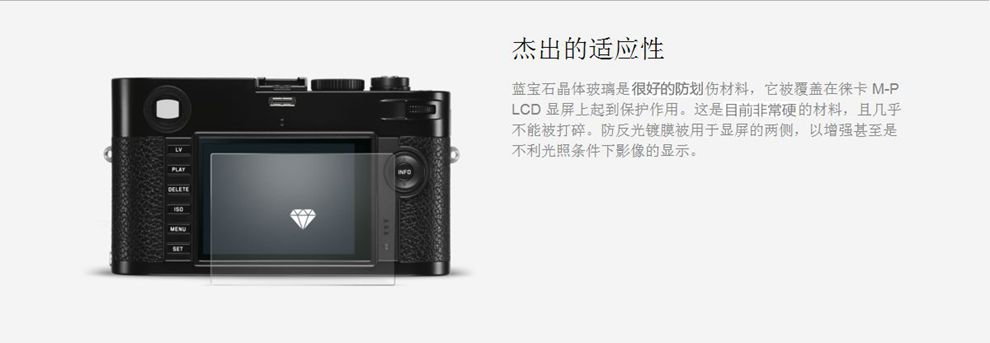 杰出的适应性
蓝宝石晶体玻璃是很好的防划伤材料，它被覆盖在徕卡 M-P
LCD 显屏上起到保护作用。这是目前非常硬的材料，且几乎
不能被打碎。防反光镀膜被用于显屏的两侧，以增强甚至是
不利光照条件下影像的显示。
LV
PLAY
DELETE
ISO
MENU
SET
INFO